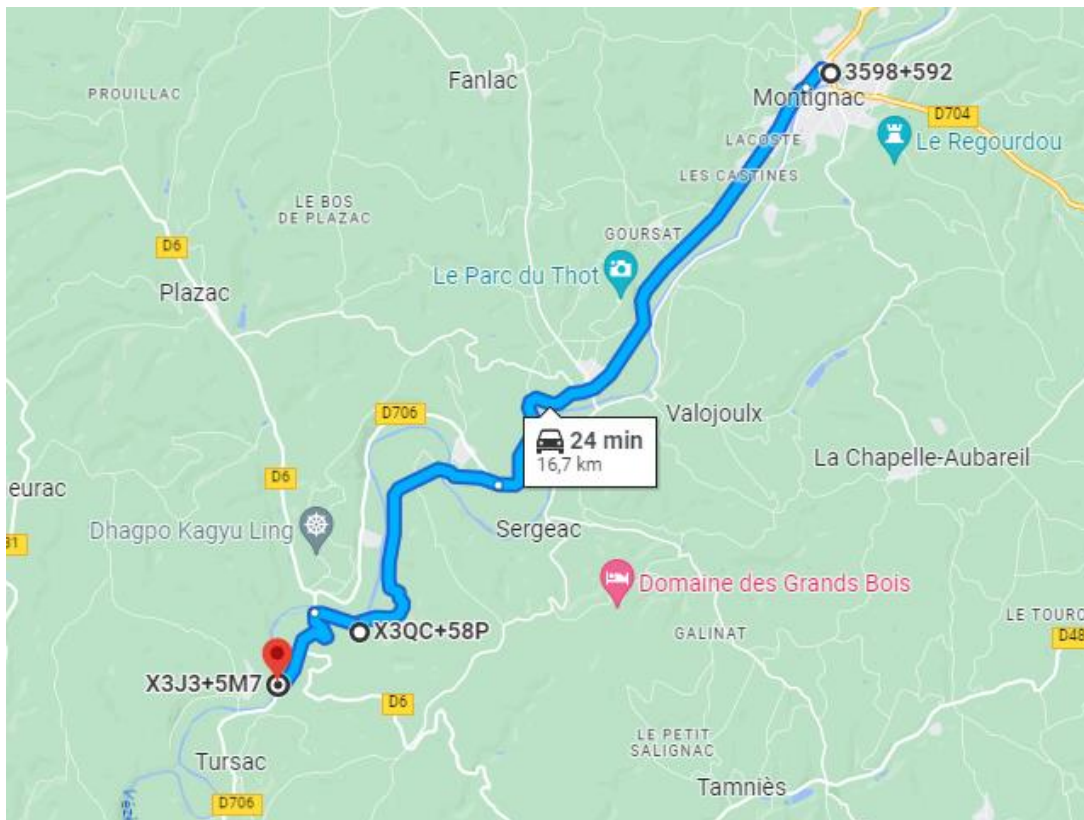 3598+592
Fanlac
PROUILLAC
Montignac
D704
LACOSTE
Le Regourdou
LES CASTINES
LE BOS
DE PLAZAC
GOURSAT
D6
Le Parc du Thot
Plazac
D706
Valojoulx
24 min
16,7 km
La Chapelle-Aubareil
eurac
D6
Dhagpo Kagyu Ling
Sergeac
31
Domaine des Grands Bois
LE TOURO
X3QC+58P
GALINAT
D48
X3J3+5M7
D6
LE PETIT
SALIGNAC
Tursac
Tamniès
D706